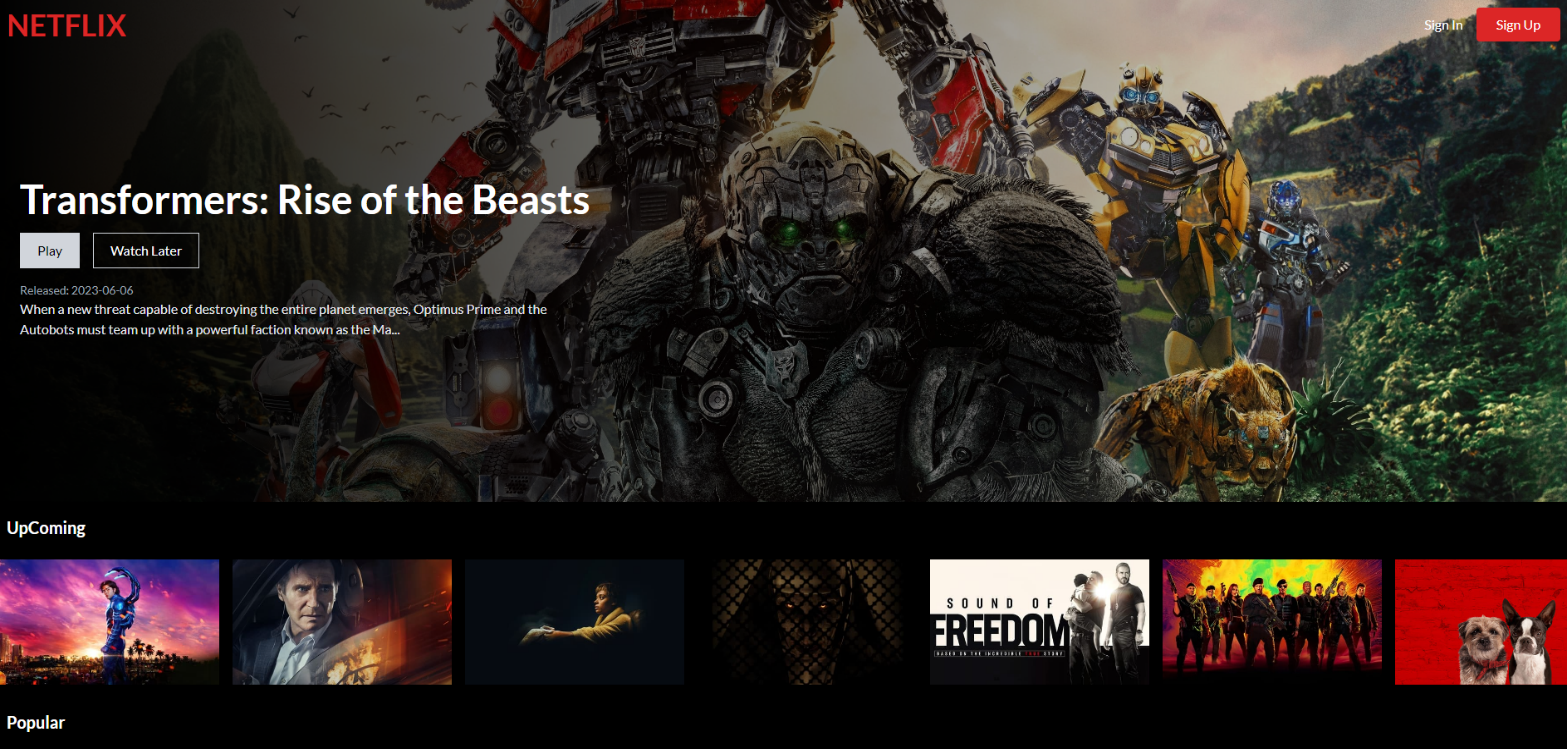 NETFLIX
Sign In
Sign Up
Transformers: Rise of the Beasts
Play
Watch Later
Released: 2023-06-06
When a new threat capable of destroying the entire planet emerges, Optimus Prime and the
Autobots must team up with a powerful faction known as the Ma...
UpComing
SOUND OF
FREEDOM
BASED ON THE INCREDIBLE TRUE STORY
Popular